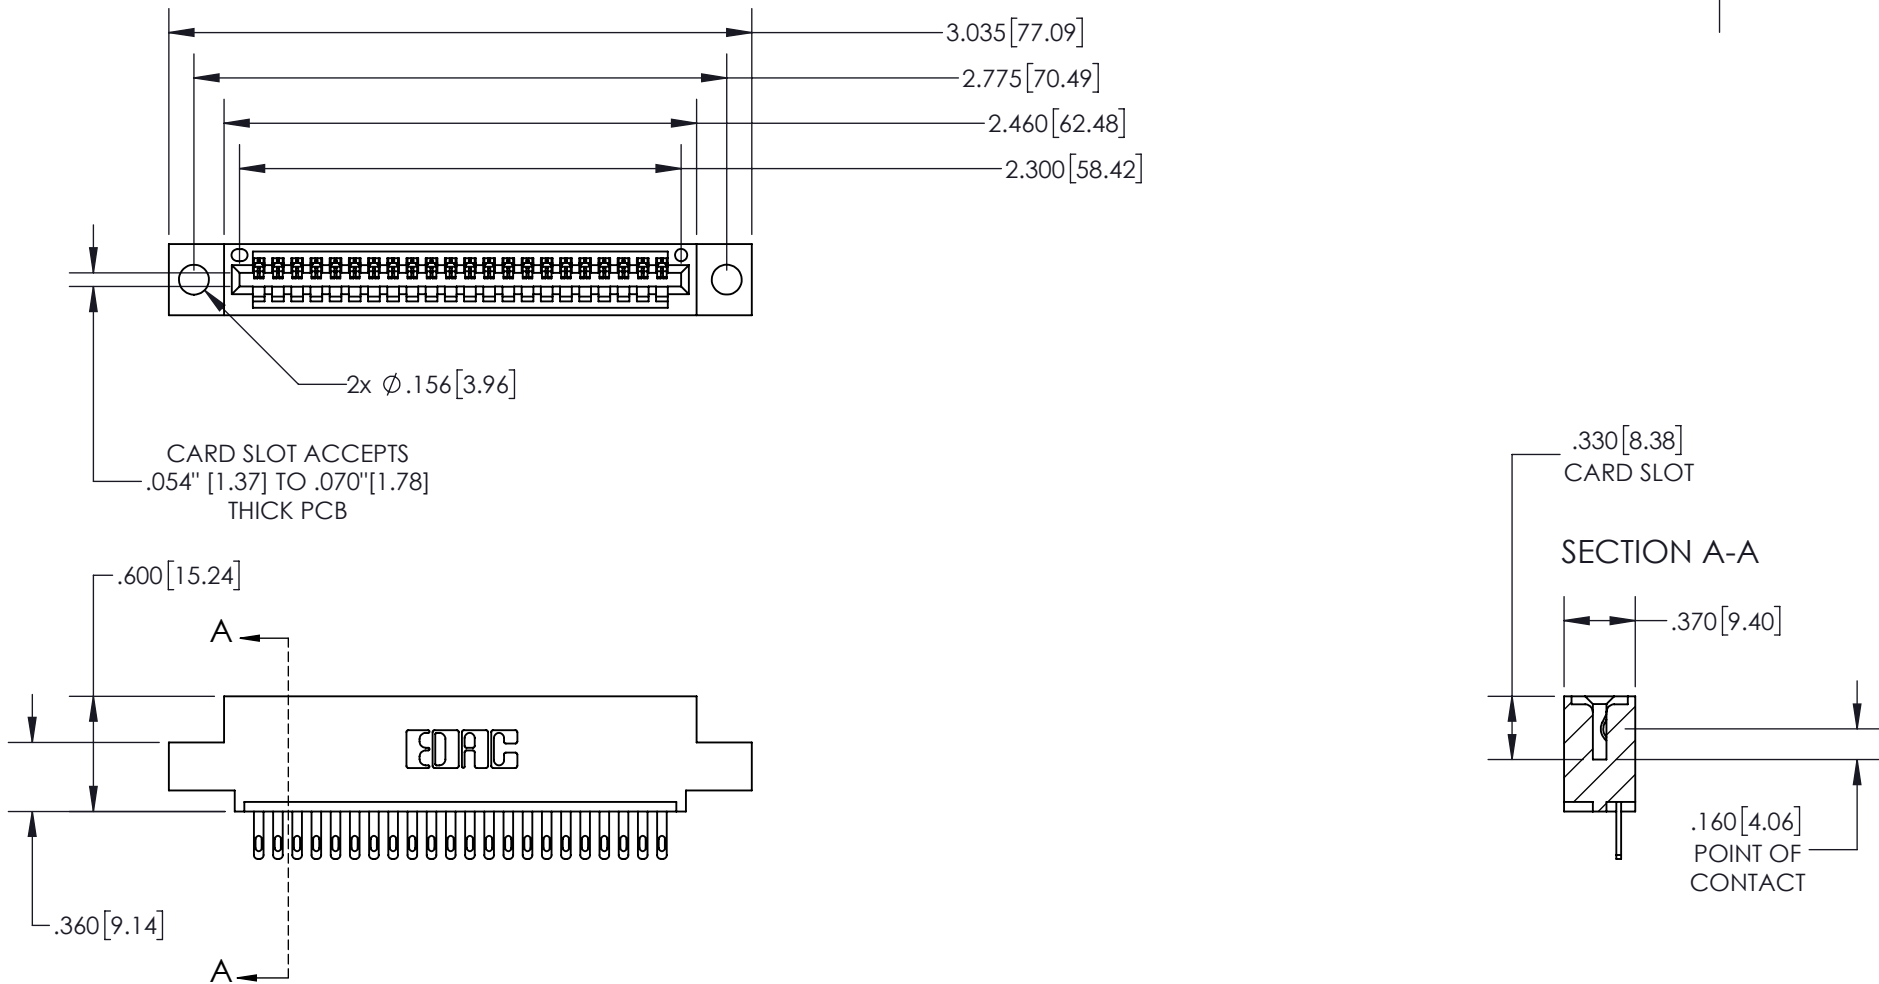 3.035[77.09]
2.775[70.49]
2.460[62.48]
2.300[58.42]
2x Ø.156[3.96]
CARD SLOT ACCEPTS
.054" [1.37] TO .070"[1.78]
THICK PCB
.330[8.38]
CARD SLOT
SECTION A-A
.600[15.24]
A
.370[9.40]
EDAC
.160[4.06]
POINT OF
CONTACT
.360[9.14]
A